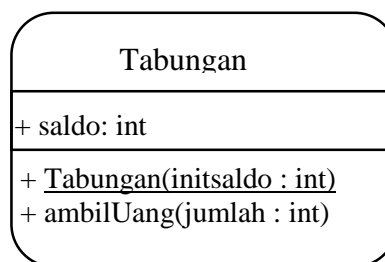 Tabungan
+ saldo: int
+ Tabungan(initsaldo : int)
+ ambilUang(jumlah : int)